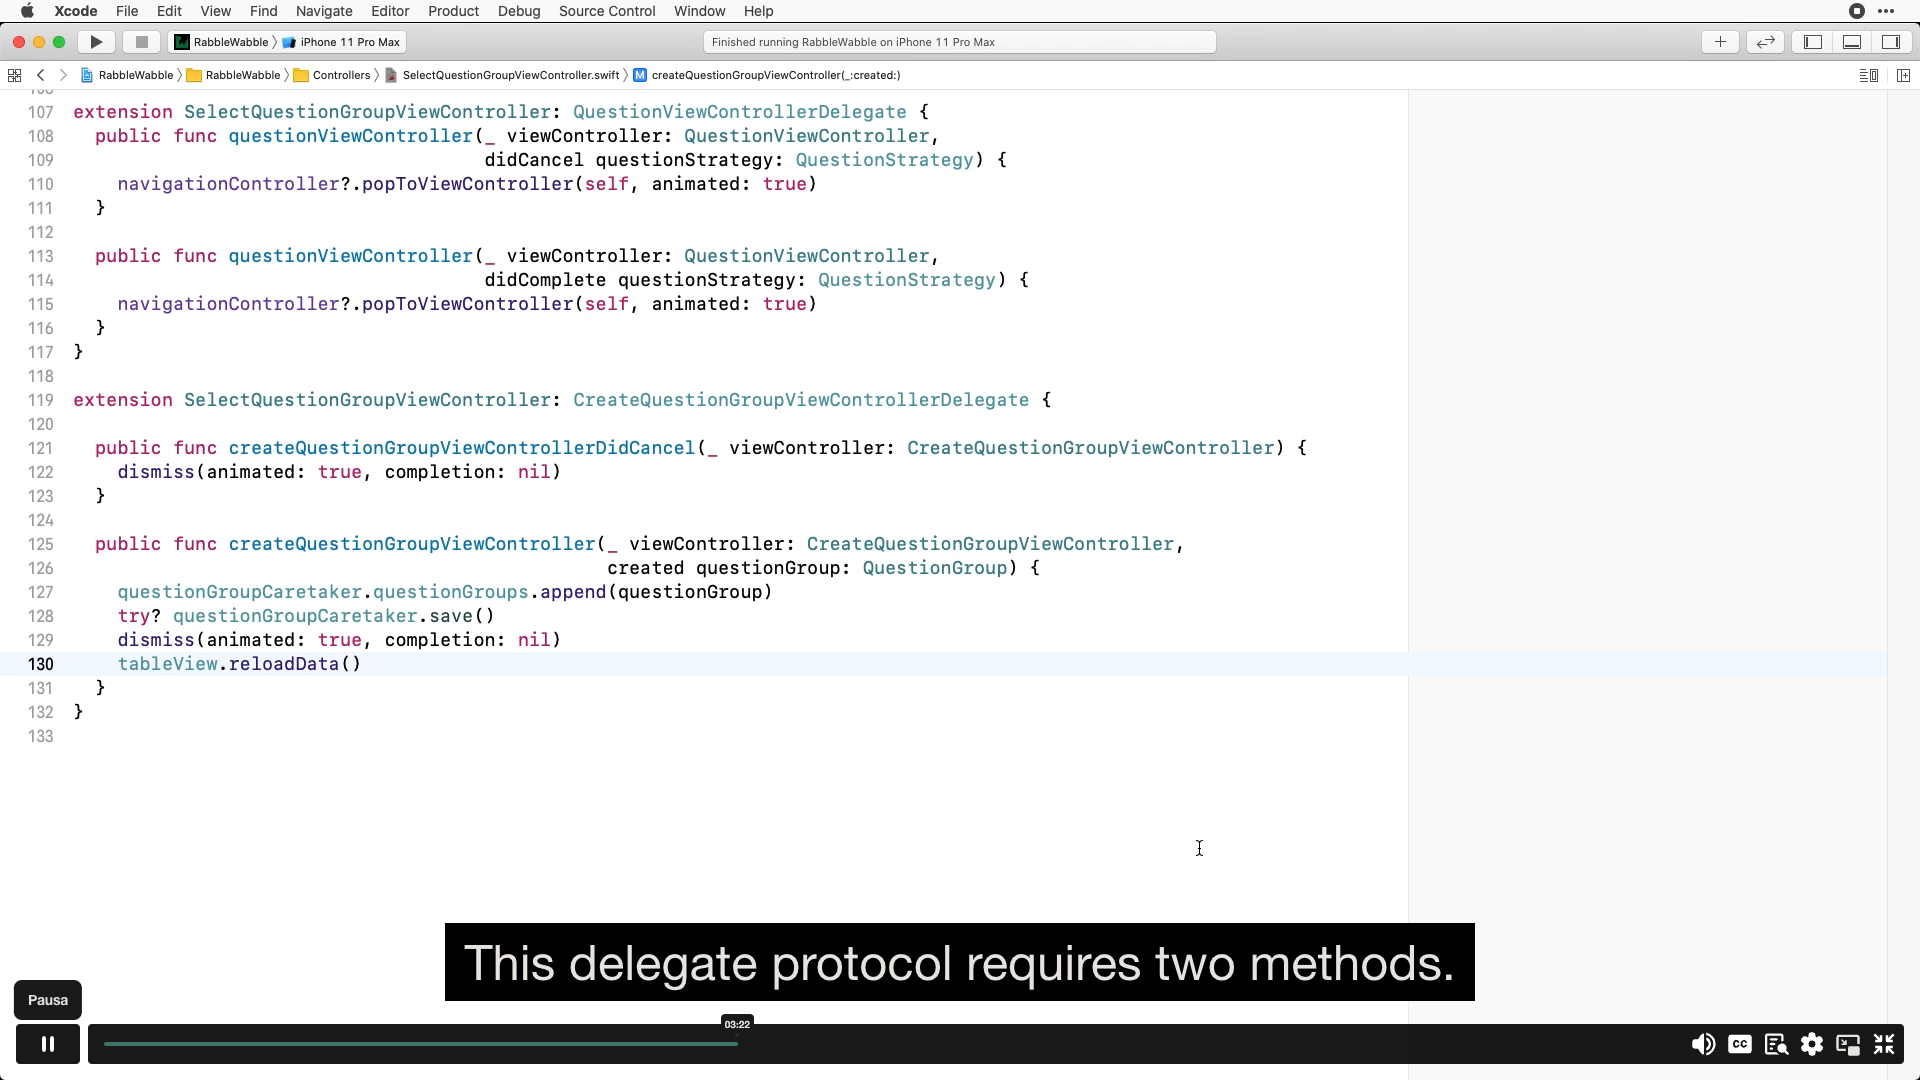 Xcode File Edit View Find Navigate Editor Product Debug Source Control Window Help
RabbleWabble iPhone 11 Pro Max
Finished running RabbleWabble on iPhone 11 Pro Max
RabbleWabble RabbleWabble Controllers SelectQuestionGroupViewController.swift M createQuestionGroupViewController(_:created:)
107 extension SelectQuestionGroupViewController: QuestionViewControllerDelegate {
108 public func questionViewController(_ viewController: QuestionViewController,
109 didCancel questionStrategy: QuestionStrategy) {
110 navigationController?.popToViewController(self, animated: true)
111 }
112
113 public func questionViewController(_ viewController: QuestionViewController,
114 didComplete questionStrategy: QuestionStrategy) {
115 navigationController?.popToViewController(self, animated: true)
116 }
117 }
118
119 extension SelectQuestionGroupViewController: CreateQuestionGroupViewControllerDelegate {
120
121 public func createQuestionGroupViewControllerDidCancel(_ viewController: CreateQuestionGroupViewController) {
122 dismiss(animated: true, completion: nil)
123 }
124
125 public func createQuestionGroupViewController(_ viewController: CreateQuestionGroupViewController,
126 created questionGroup: QuestionGroup) {
127 questionGroupCaretaker.questionGroups.append(questionGroup)
128 try? questionGroupCaretaker.save()
129 dismiss(animated: true, completion: nil)
130 tableView.reloadData()
131 }
132 }
133
This delegate protocol requires two methods.
Pausa
03:22
CC